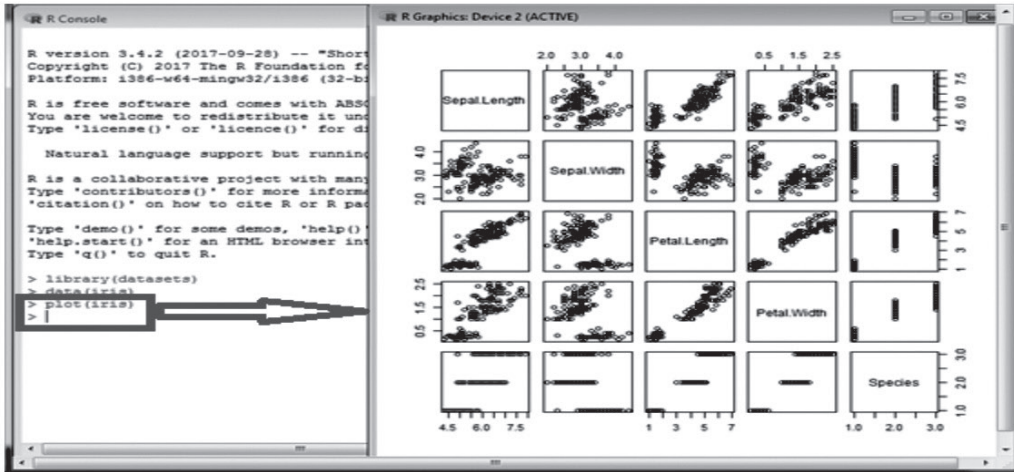 R Console
R version 3.4.2 (2017-09-28) -- "Short
Copyright (C) 2017 The R Foundation fo
Platform: i386-w64-mingw32/i386 (32-bi
R is free software and comes with ABSO
You are welcome to redistribute it und
Type 'license()' or 'licence()' for di
Natural language support but running
R is a collaborative project with many
Type 'contributors()' for more informa
'citation()' on how to cite R or R pac
Type 'demo()' for some demos, 'help()'
'help.start()' for an HTML browser int
Type 'q()' to quit R.
> library(datasets)
> data(iris)
> plot(iris)
>
R Graphics: Device 2 (ACTIVE)
2.0 3.0 4.0
0.5 1.5 2.5
Sepal.Length
4.5 6.0 7.5
2.0 3.0 4.0
Sepal.Width
Petal.Length
1 3 5 7
0.5 1.5 2.5
Petal.Width
Species
1.0 2.0 3.0
4.5 6.0 7.5
1 3 5 7
1.0 2.0 3.0